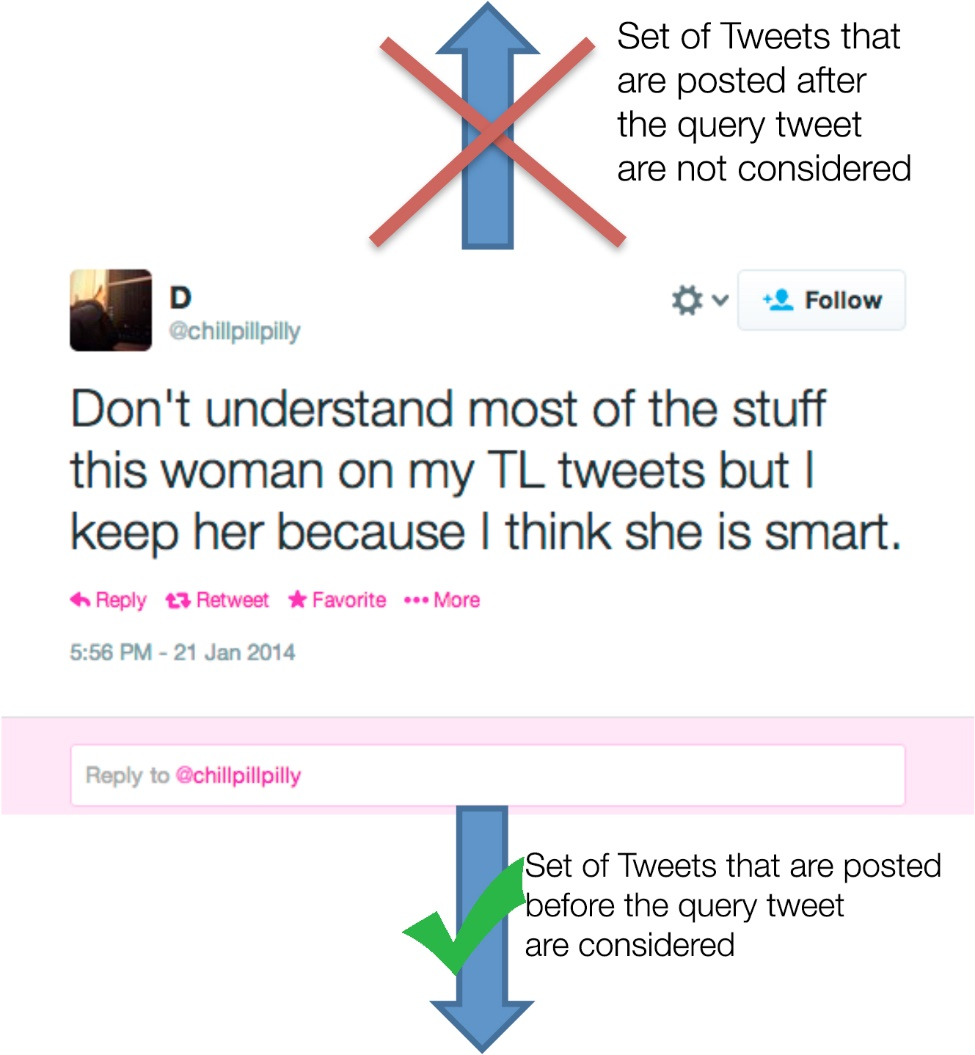 Set of Tweets that
are posted after
the query tweet
are not considered
D
@chillpillpilly
Follow
Don't understand most of the stuff
this woman on my TL tweets but I
keep her because I think she is smart.
Reply Retweet Favorite More
5:56 PM - 21 Jan 2014
Reply to @chillpillpilly
Set of Tweets that are posted
before the query tweet
are considered